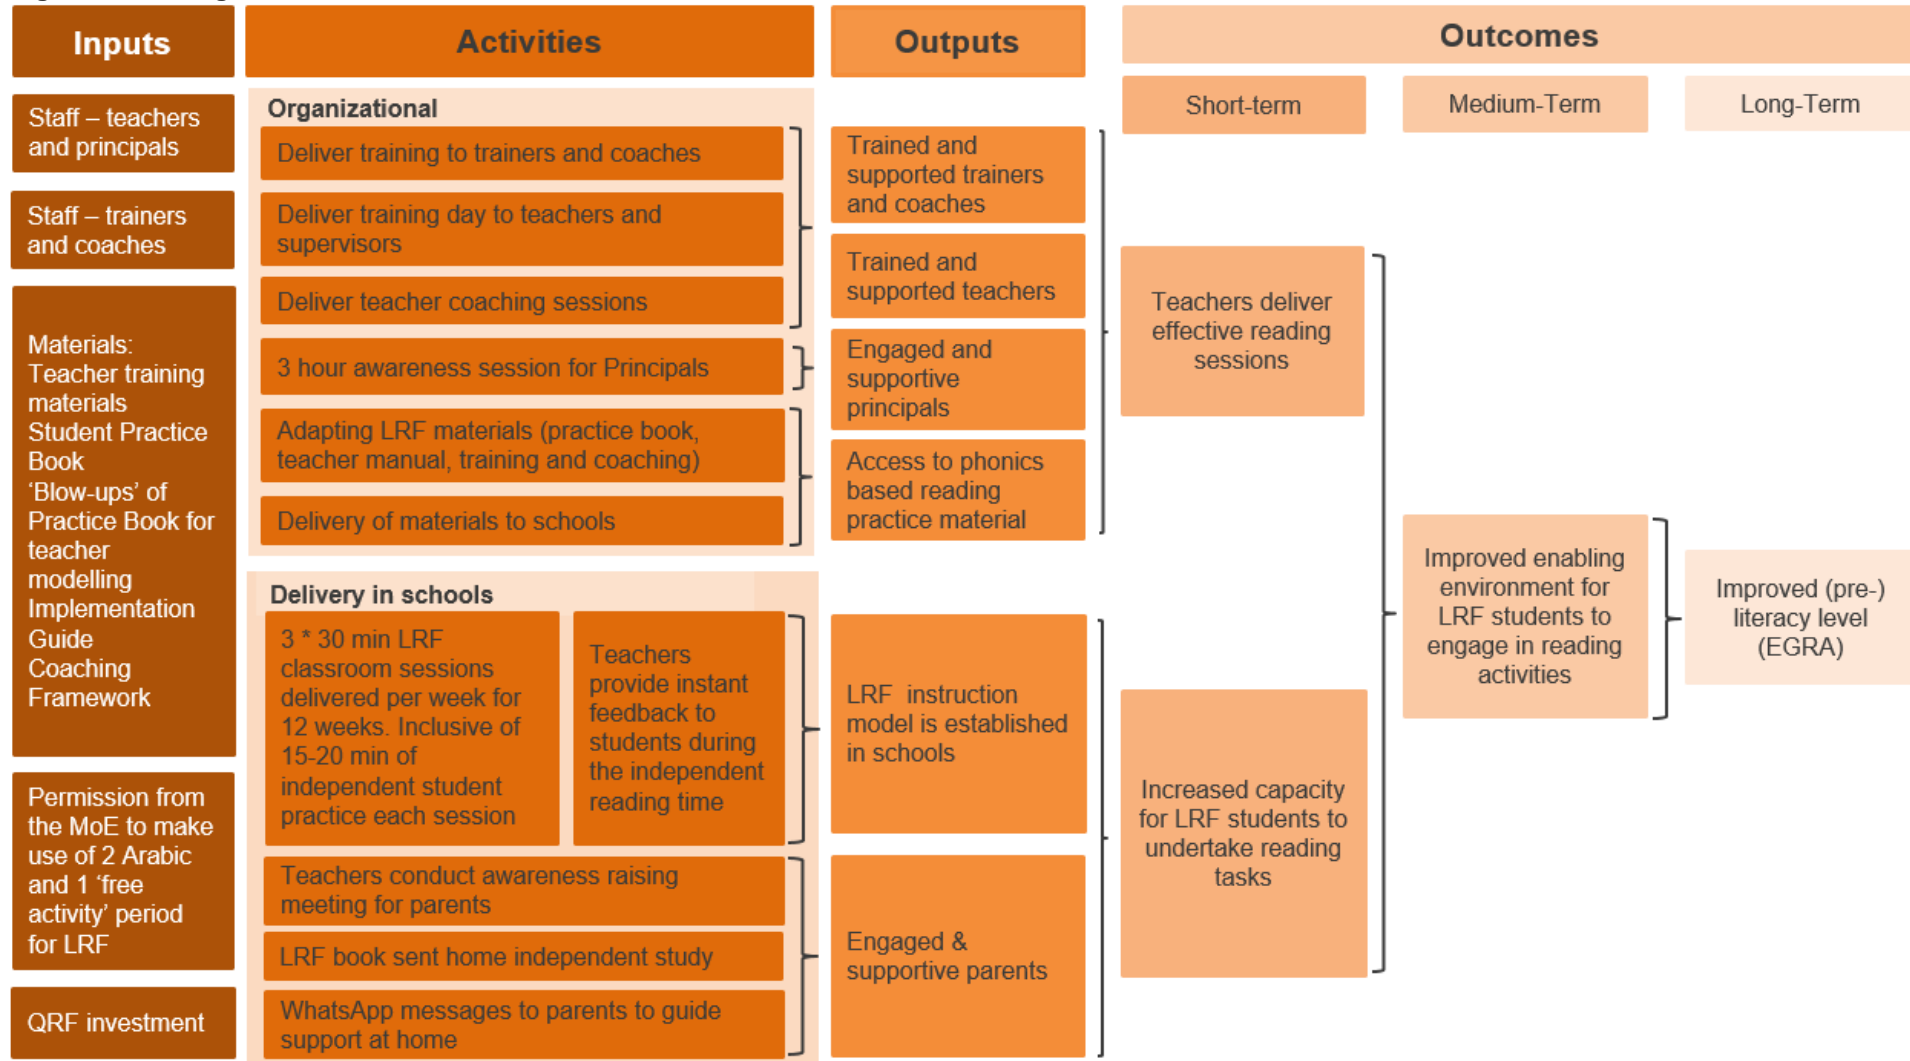 Inputs
Activities
Outputs
Outcomes
Short-term
Medium-Term
Long-Term
Staff – teachers
and principals
Staff – trainers
and coaches
Materials:
Teacher training
materials
Student Practice
Book
‘Blow-ups’ of
Practice Book for
teacher
modelling
Implementation
Guide
Coaching
Framework
Permission from
the MoE to make
use of 2 Arabic
and 1 ‘free
activity’ period
for LRF
QRF investment
Organizational
Deliver training to trainers and coaches
Deliver training day to teachers and
supervisors
Deliver teacher coaching sessions
3 hour awareness session for Principals
Adapting LRF materials (practice book,
teacher manual, training and coaching)
Delivery of materials to schools
Delivery in schools
3 * 30 min LRF
classroom sessions
delivered per week for
12 weeks. Inclusive of
15-20 min of
independent student
practice each session
Teachers
provide instant
feedback to
students during
the independent
reading time
Teachers conduct awareness raising
meeting for parents
LRF book sent home independent study
WhatsApp messages to parents to guide
support at home
Trained and
supported trainers
and coaches
Trained and
supported teachers
Engaged and
supportive
principals
Access to phonics
based reading
practice material
LRF instruction
model is established
in schools
Engaged &
supportive parents
Teachers deliver
effective reading
sessions
Increased capacity
for LRF students to
undertake reading
tasks
Improved enabling
environment for
LRF students to
engage in reading
activities
Improved (pre-)
literacy level
(EGRA)